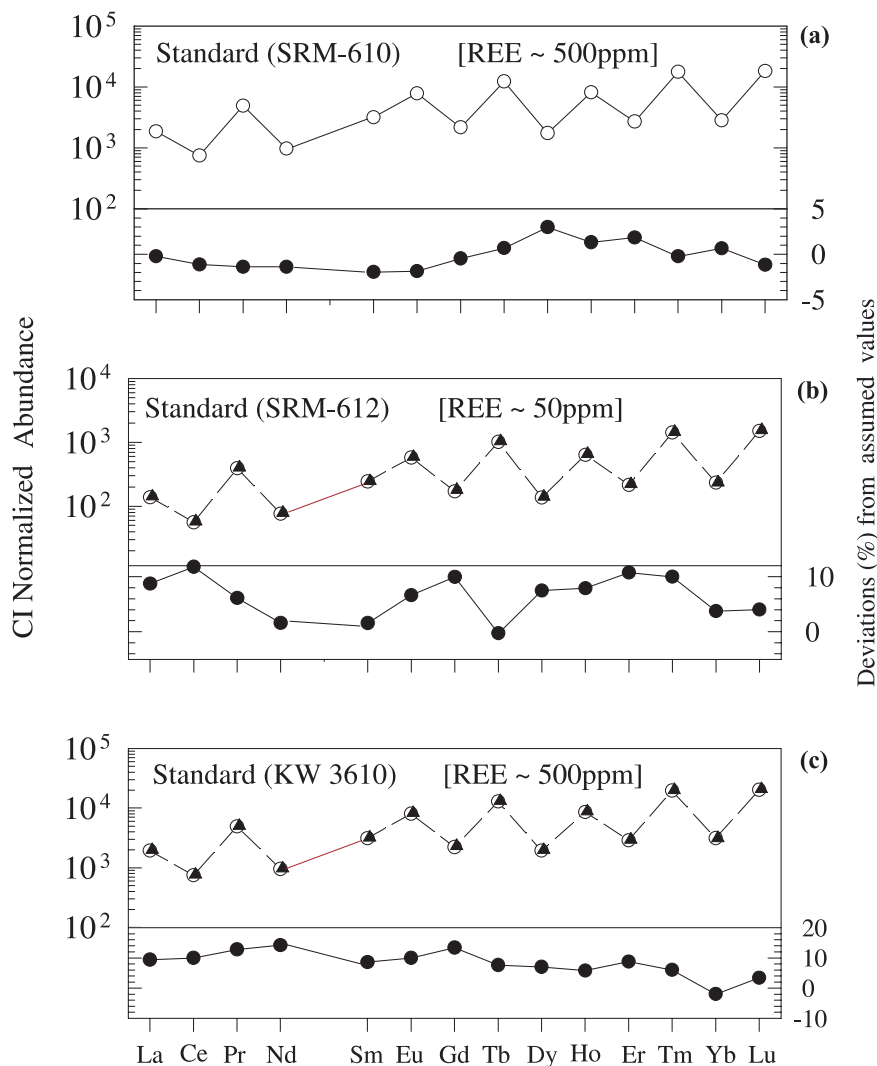 (a)
Standard (SRM-610) [REE ~ 500ppm]
10^5
10^4
10^3
10^2
5
0
-5
(b)
Standard (SRM-612) [REE ~ 50ppm]
10^4
10^3
10^2
10
0
(c)
Standard (KW 3610) [REE ~ 500ppm]
10^5
10^4
10^3
10^2
20
10
0
-10
La Ce Pr Nd Sm Eu Gd Tb Dy Ho Er Tm Yb Lu
CI Normalized Abundance
Deviations (%) from assumed values